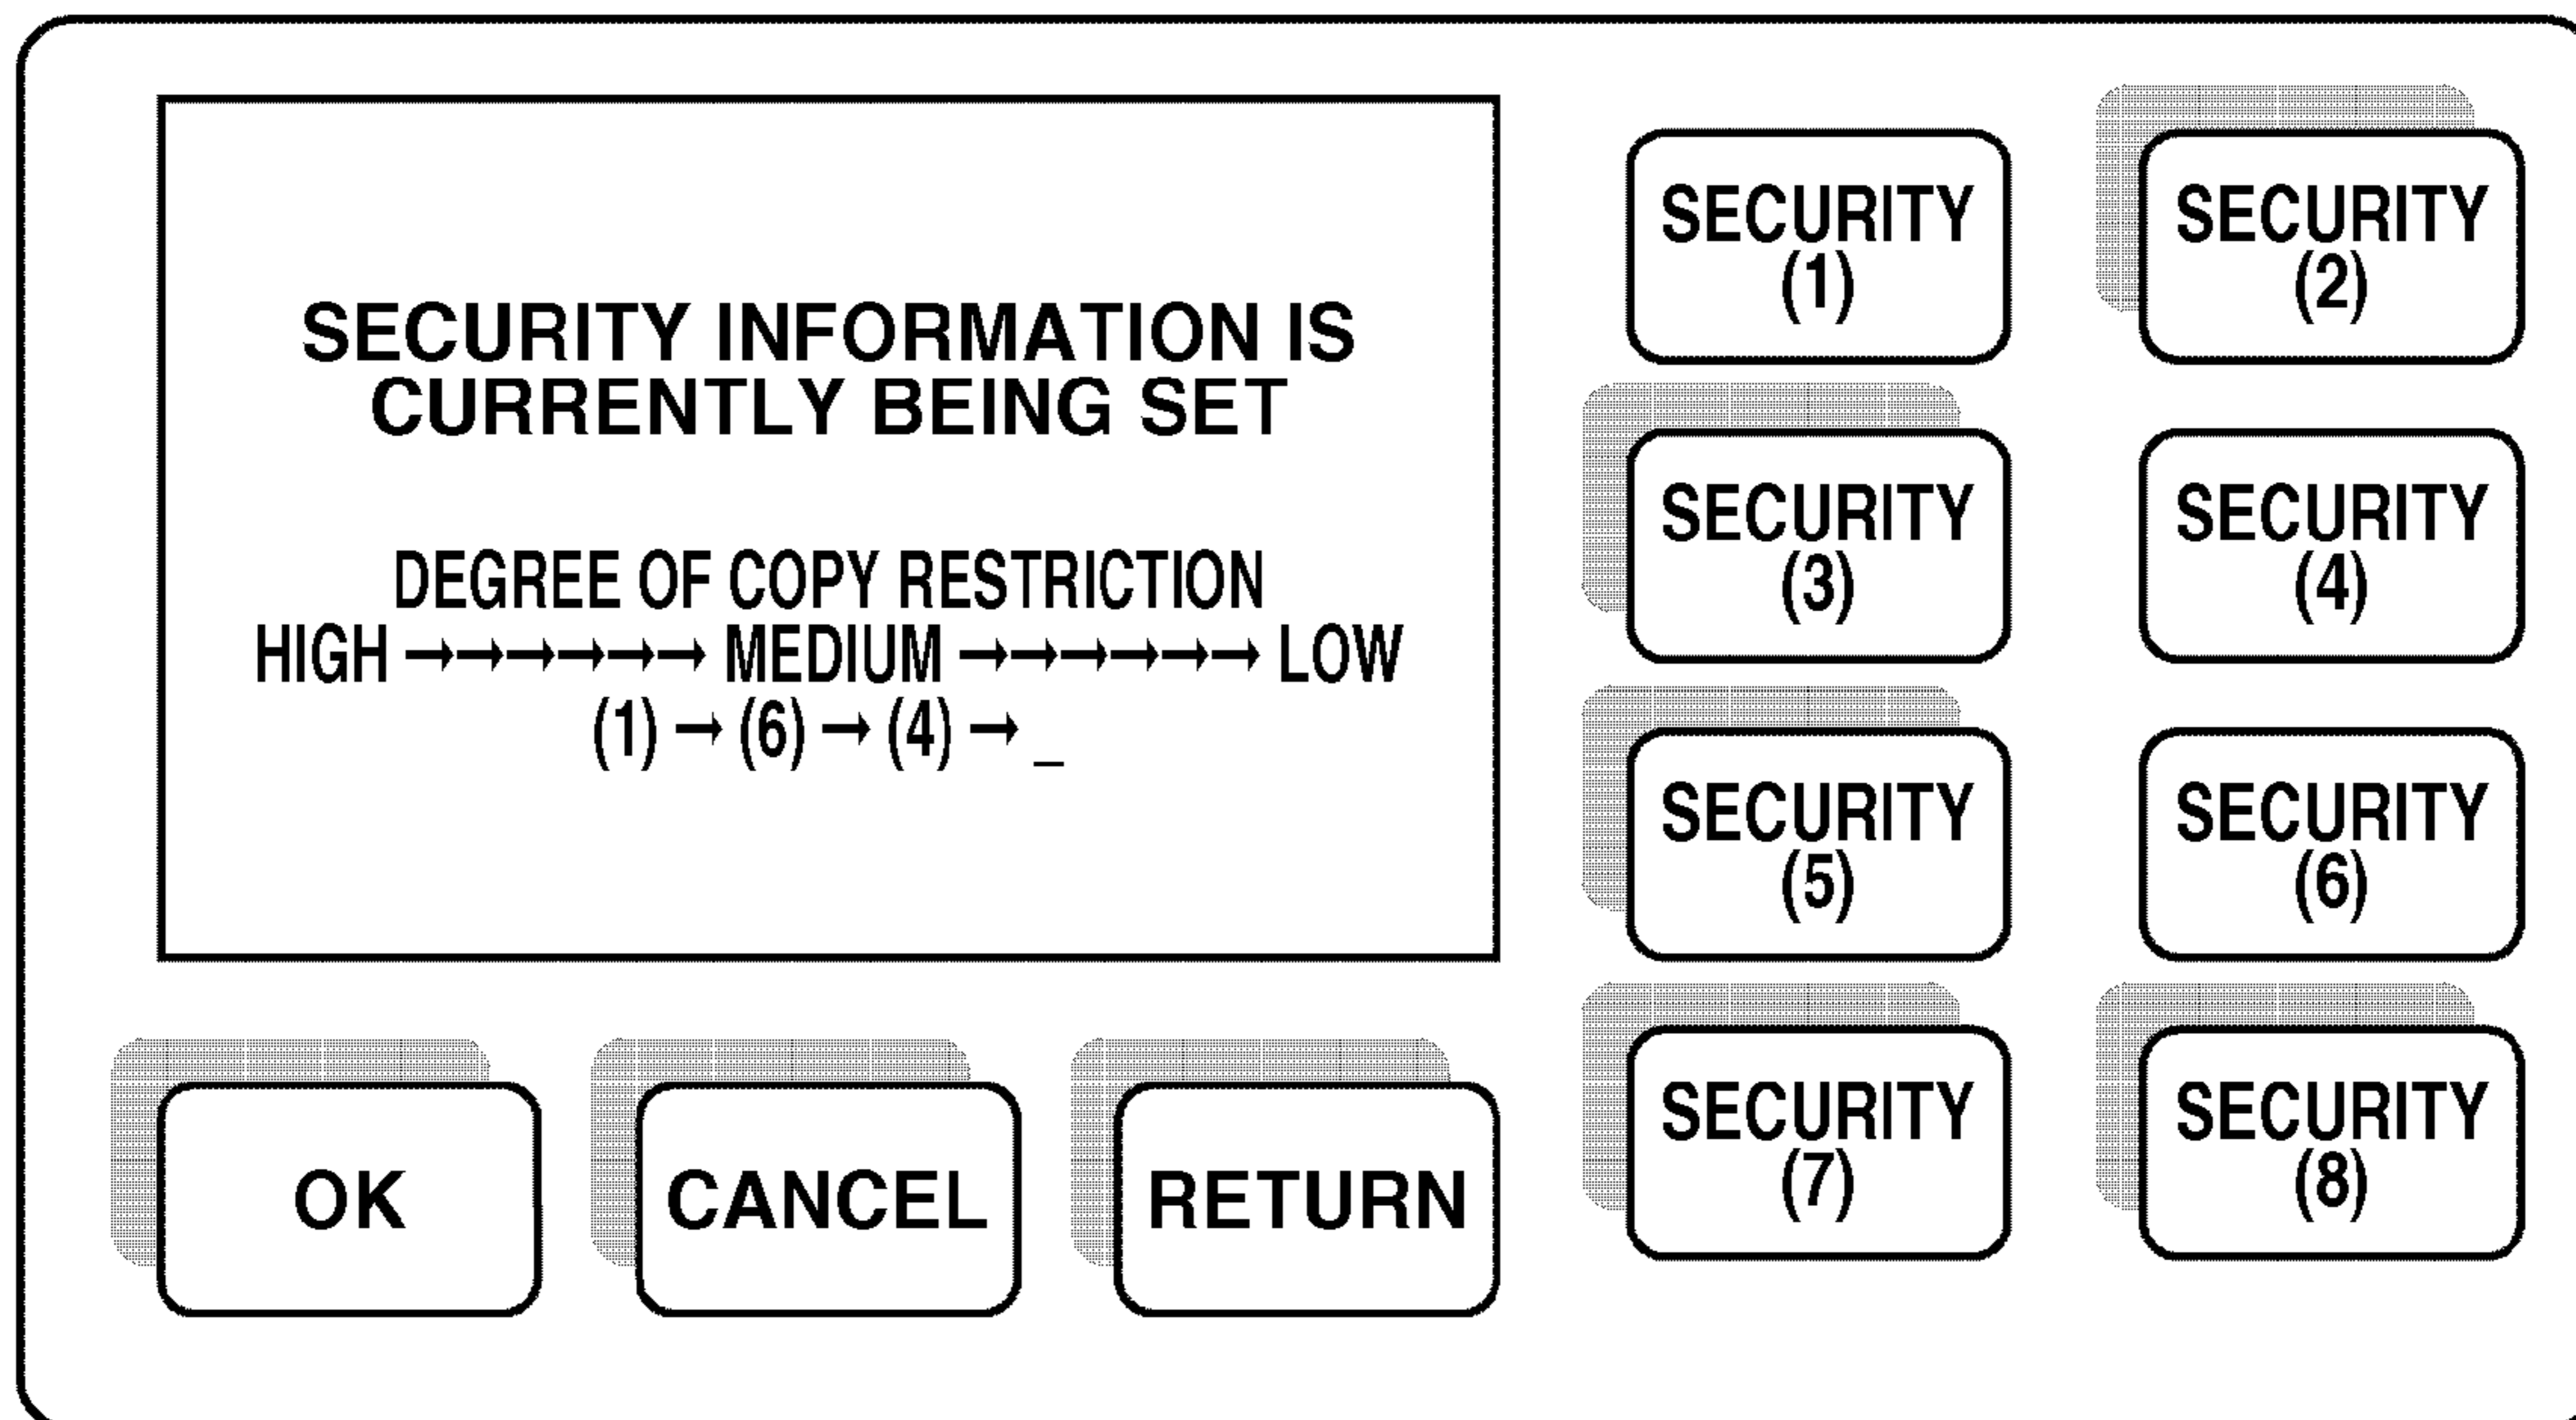 SECURITY INFORMATION IS
CURRENTLY BEING SET
DEGREE OF COPY RESTRICTION
HIGH →→→→→→ MEDIUM →→→→→→ LOW
(1) → (6) → (4) → _
SECURITY
(1)
SECURITY
(2)
SECURITY
(3)
SECURITY
(4)
SECURITY
(5)
SECURITY
(6)
SECURITY
(7)
SECURITY
(8)
OK
CANCEL
RETURN